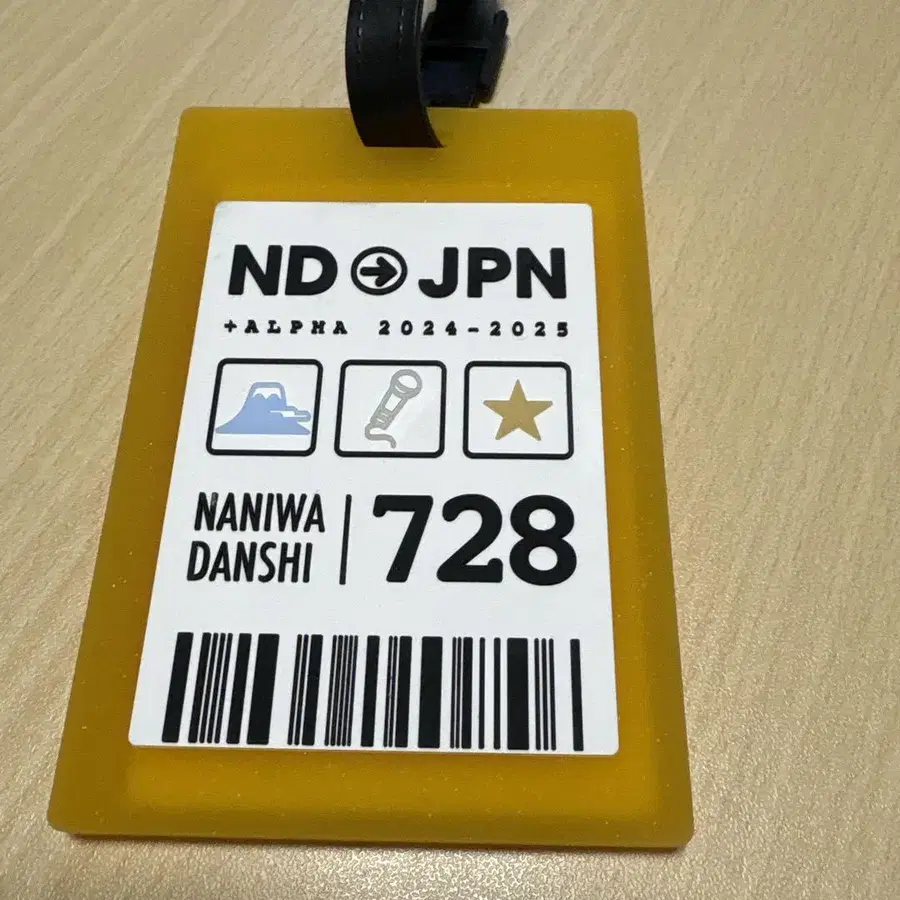 ND → JPN
+ALPHA 2024-2025
NANIWA
DANSHI
728